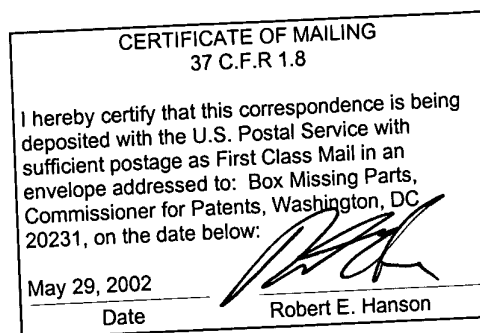 CERTIFICATE OF MAILING
37 C.F.R 1.8
I hereby certify that this correspondence is being
deposited with the U.S. Postal Service with
sufficient postage as First Class Mail in an
envelope addressed to: Box Missing Parts,
Commissioner for Patents, Washington, DC
20231, on the date below:
May 29, 2002
Date
Robert E. Hanson